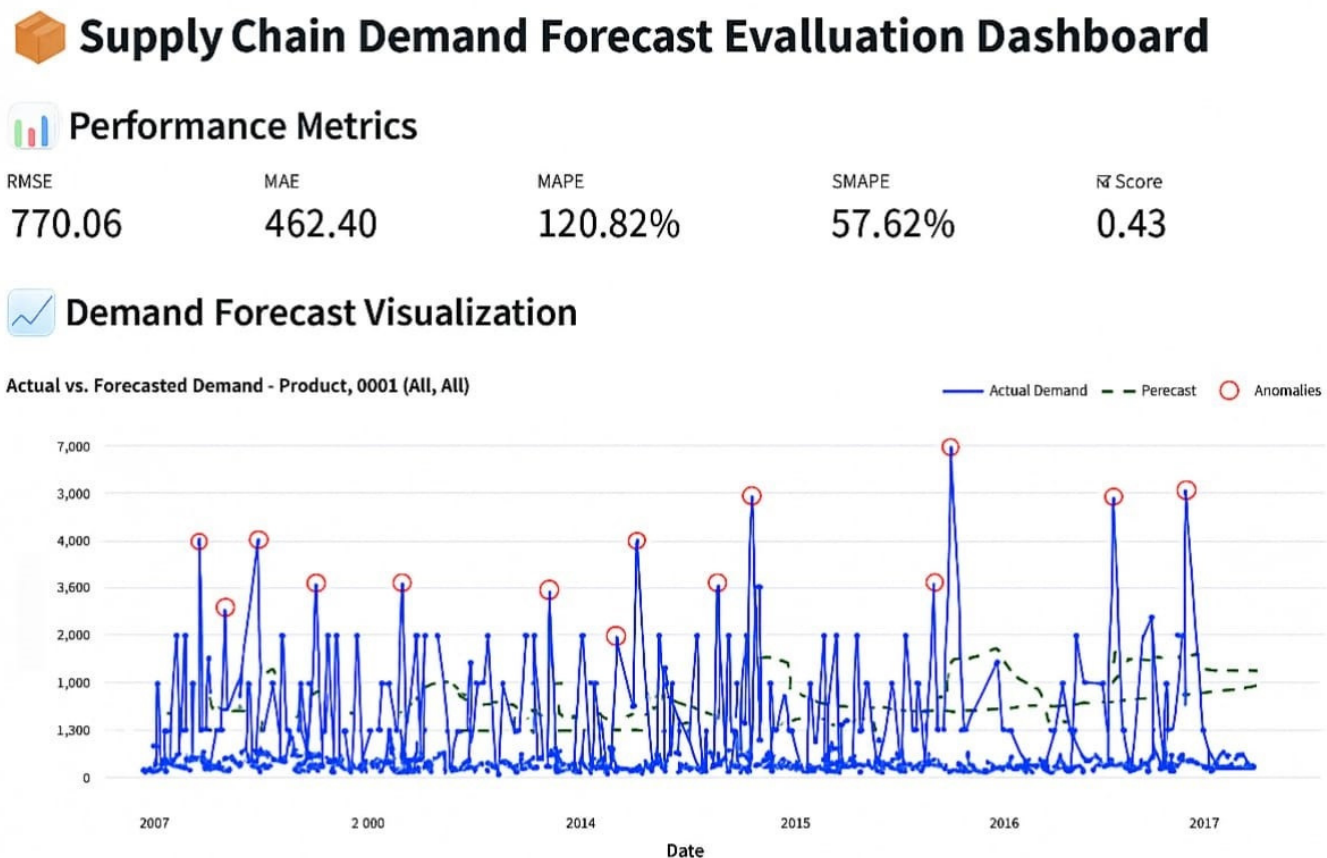 Supply Chain Demand Forecast Evalluation Dashboard
Performance Metrics
RMSE MAE MAPE SMAPE Score
770.06 462.40 120.82% 57.62% 0.43
Demand Forecast Visualization
Actual vs. Forecasted Demand - Product, 0001 (All, All)
Actual Demand Perecast Anomalies
7,000
3,000
4,000
3,600
2,000
1,000
1,300
0
2007 2 000 2014 2015 2016 2017
Date